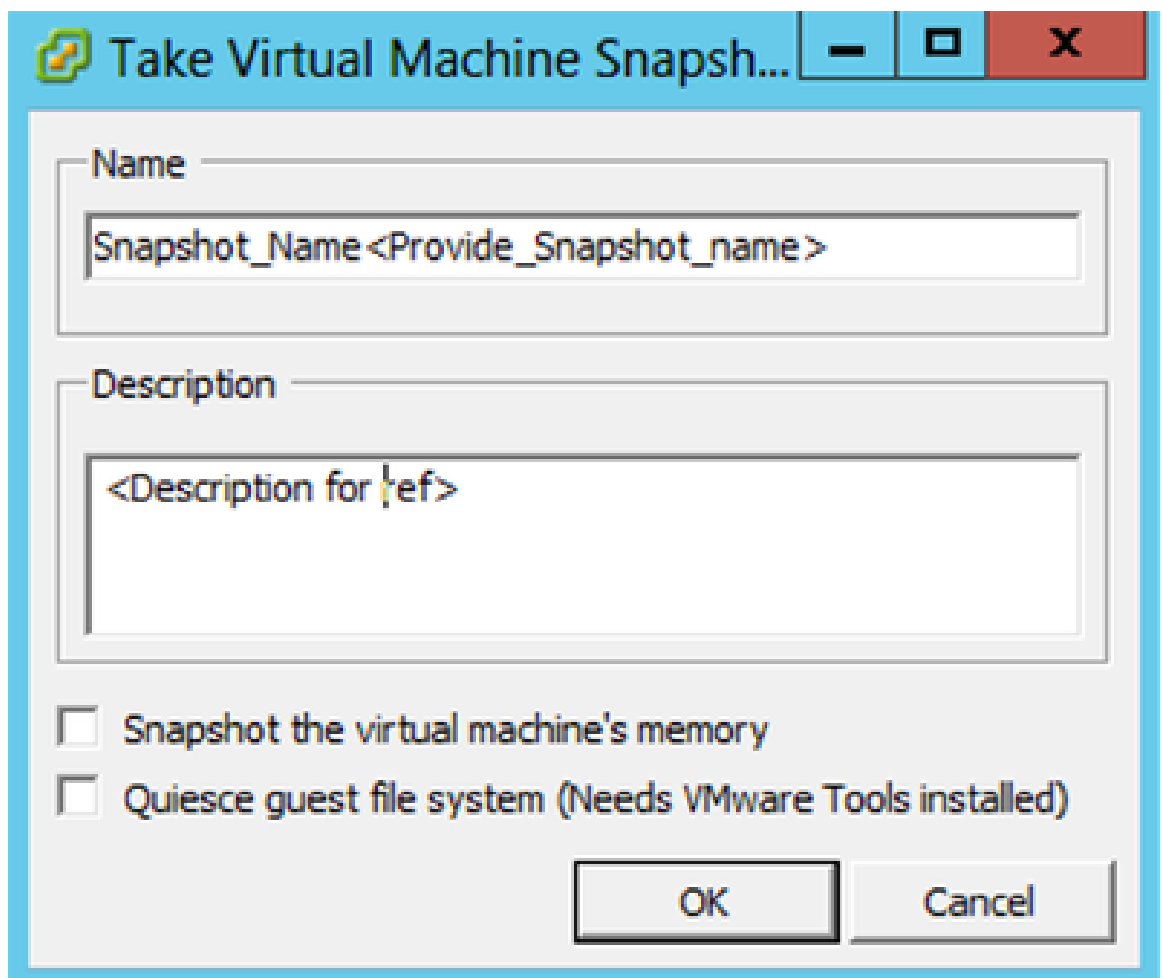 Take Virtual Machine Snapsh...
Name
Snapshot_Name<Provide_Snapshot_name>
Description
<Description for ref>
Snapshot the virtual machine's memory
Quiesce guest file system (Needs VMware Tools installed)
OK
Cancel